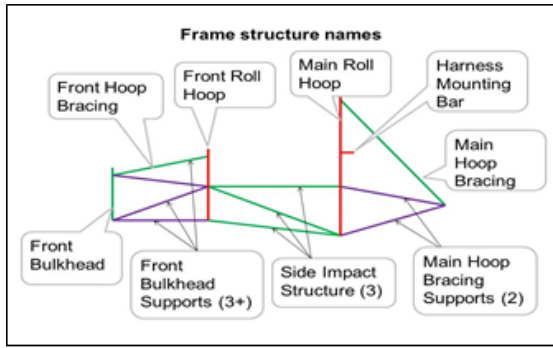 Frame structure names
Front Hoop
Bracing
Front Roll
Hoop
Main Roll
Hoop
Harness
Mounting
Bar
Main
Hoop
Bracing
Front
Bulkhead
Front
Bulkhead
Supports (3+)
Side Impact
Structure (3)
Main Hoop
Bracing
Supports (2)